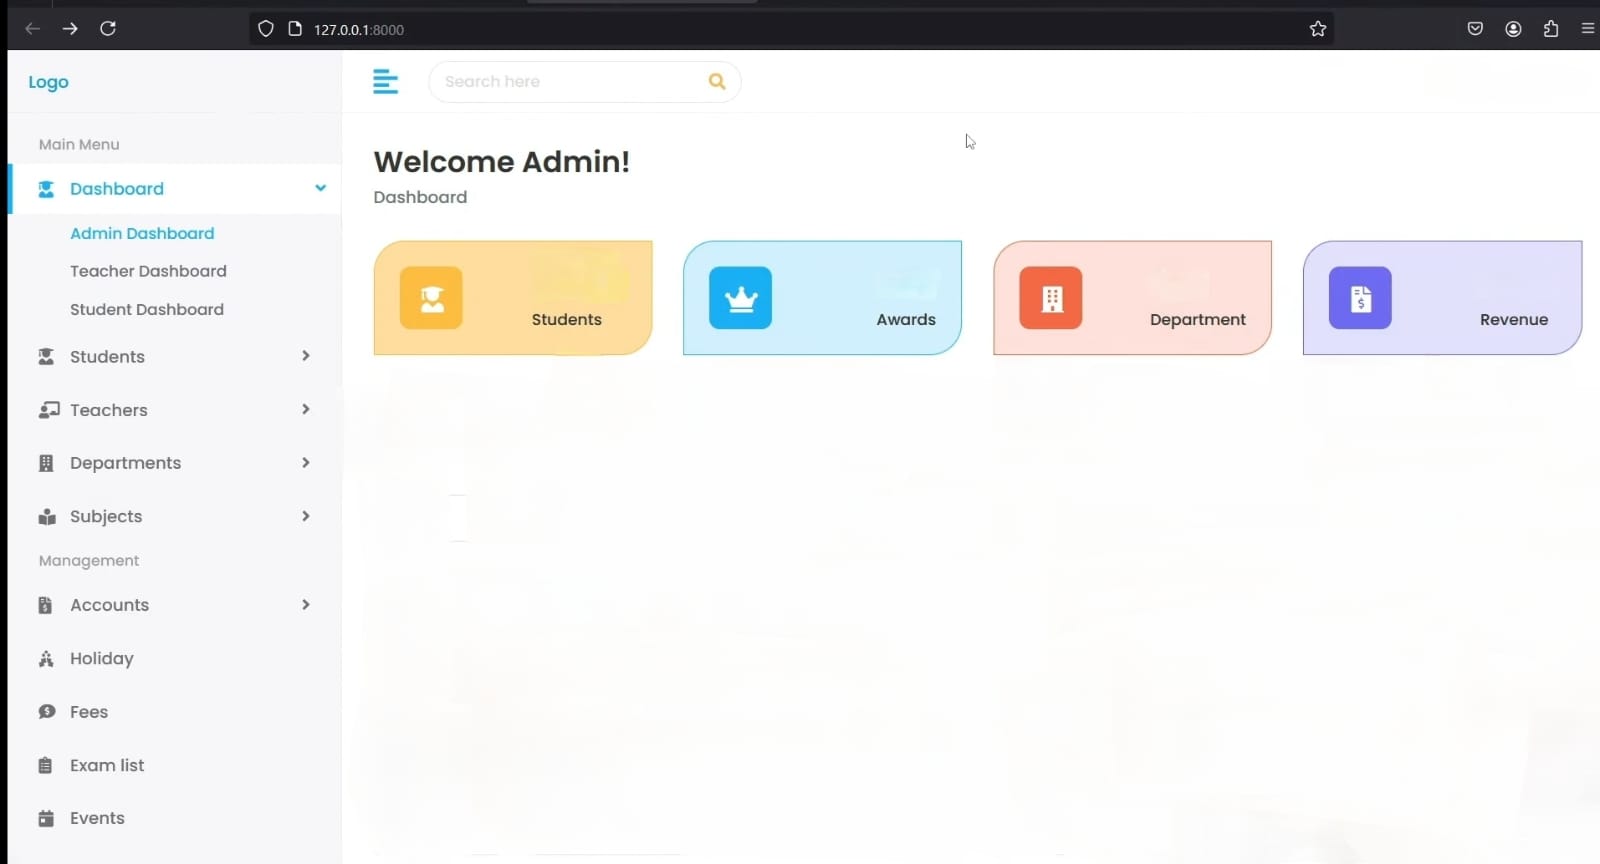 127.0.0.1:8000
Logo
Search here
Main Menu
Dashboard
Admin Dashboard
Teacher Dashboard
Student Dashboard
Students
Teachers
Departments
Subjects
Management
Accounts
Holiday
Fees
Exam list
Events
Welcome Admin!
Dashboard
Students
Awards
Department
Revenue